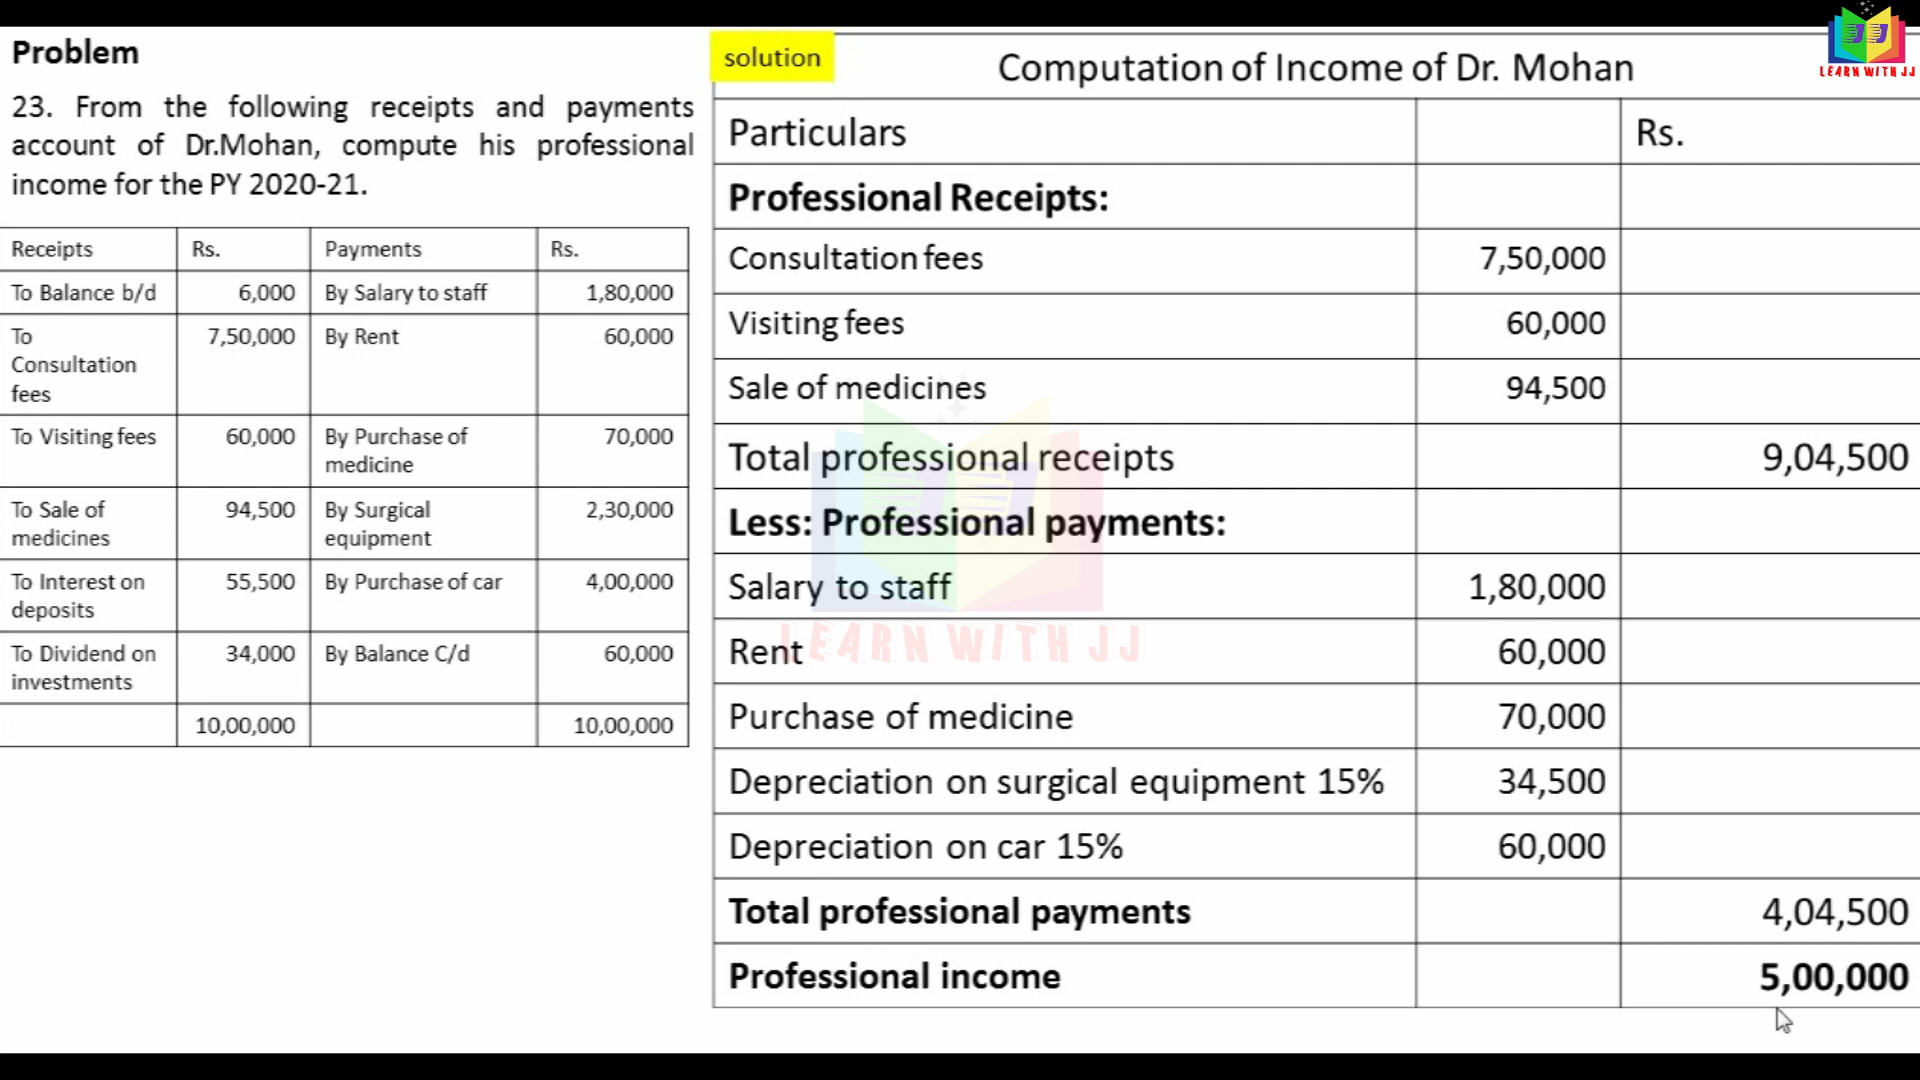 Problem
23. From the following receipts and payments
account of Dr.Mohan, compute his professional
income for the PY 2020-21.
Receipts Rs. Payments Rs.
To Balance b/d 6,000 By Salary to staff 1,80,000
To Consultation fees 7,50,000 By Rent 60,000
To Visiting fees 60,000 By Purchase of medicine 70,000
To Sale of medicines 94,500 By Surgical equipment 2,30,000
To Interest on deposits 55,500 By Purchase of car 4,00,000
To Dividend on investments 34,000 By Balance C/d 60,000
10,00,000 10,00,000
solution
Computation of Income of Dr. Mohan
Particulars Rs.
Professional Receipts:
Consultation fees 7,50,000
Visiting fees 60,000
Sale of medicines 94,500
Total professional receipts 9,04,500
Less: Professional payments:
Salary to staff 1,80,000
Rent 60,000
Purchase of medicine 70,000
Depreciation on surgical equipment 15% 34,500
Depreciation on car 15% 60,000
Total professional payments 4,04,500
Professional income 5,00,000
LEARN WITH JJ
LEARN WITH JJ